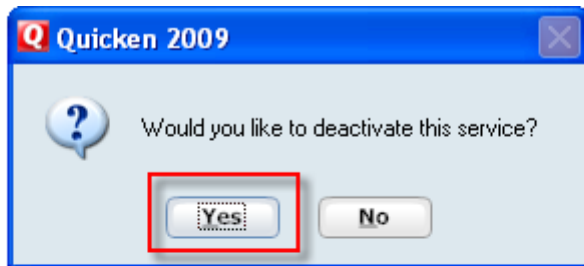 Q Quicken 2009
? Would you like to deactivate this service?
Yes No